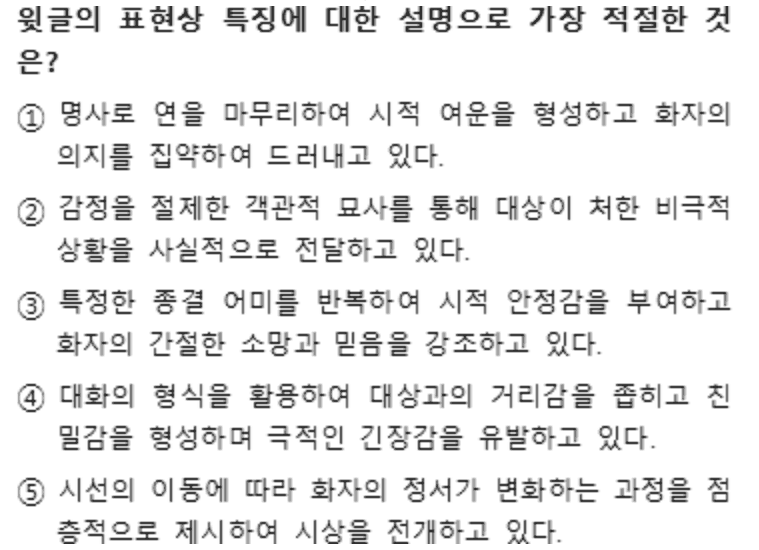 윗글의 표현상 특징에 대한 설명으로 가장 적절한 것
은?
① 명사로 연을 마무리하여 시적 여운을 형성하고 화자의
의지를 집약하여 드러내고 있다.
② 감정을 절제한 객관적 묘사를 통해 대상이 처한 비극적
상황을 사실적으로 전달하고 있다.
③ 특정한 종결 어미를 반복하여 시적 안정감을 부여하고
화자의 간절한 소망과 믿음을 강조하고 있다.
④ 대화의 형식을 활용하여 대상과의 거리감을 좁히고 친
밀감을 형성하며 극적인 긴장감을 유발하고 있다.
⑤ 시선의 이동에 따라 화자의 정서가 변화하는 과정을 점
층적으로 제시하여 시상을 전개하고 있다.